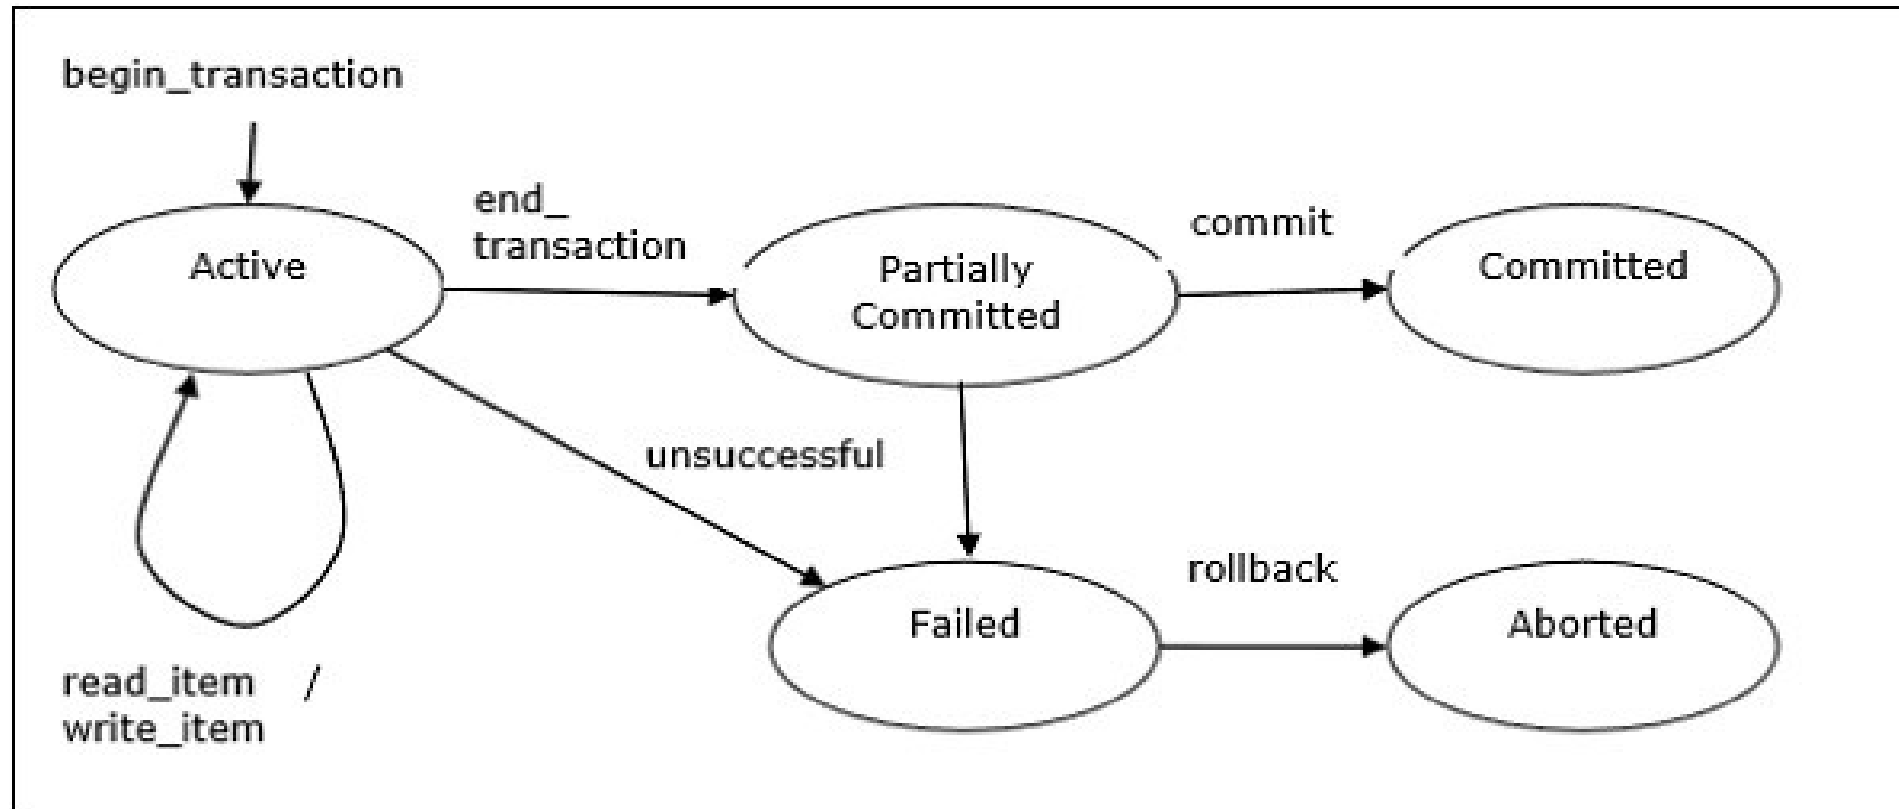 begin_transaction
end_
transaction
commit
Active
Partially
Committed
Committed
unsuccessful
rollback
Failed
Aborted
read_item /
write_item